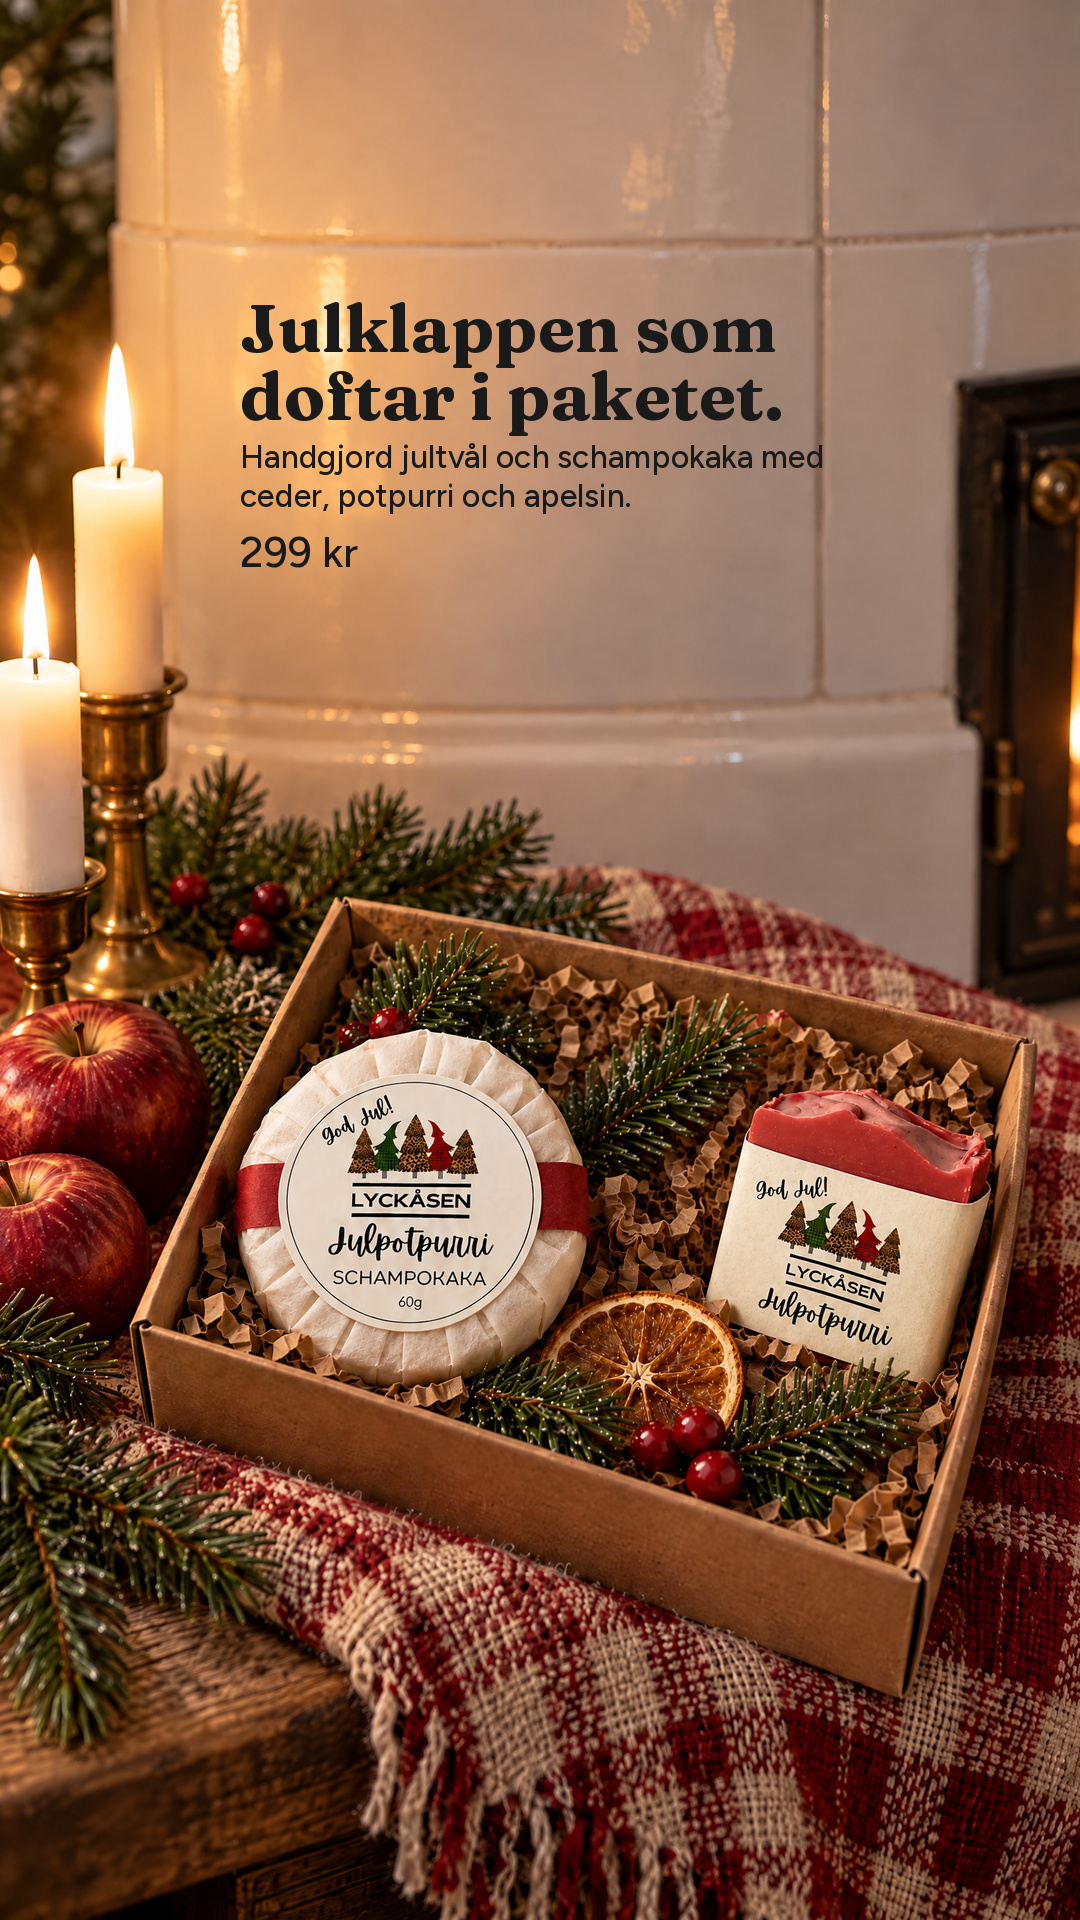 Julklappen som
doftar i paketet.
Handgjord jultvål och schampokaka med
ceder, potpurri och apelsin.
299 kr
God Jul!
LYCKÅSEN
Julpotpurri
SCHAMPOKAKA
60g
God Jul!
LYCKÅSEN
Julpotpurri